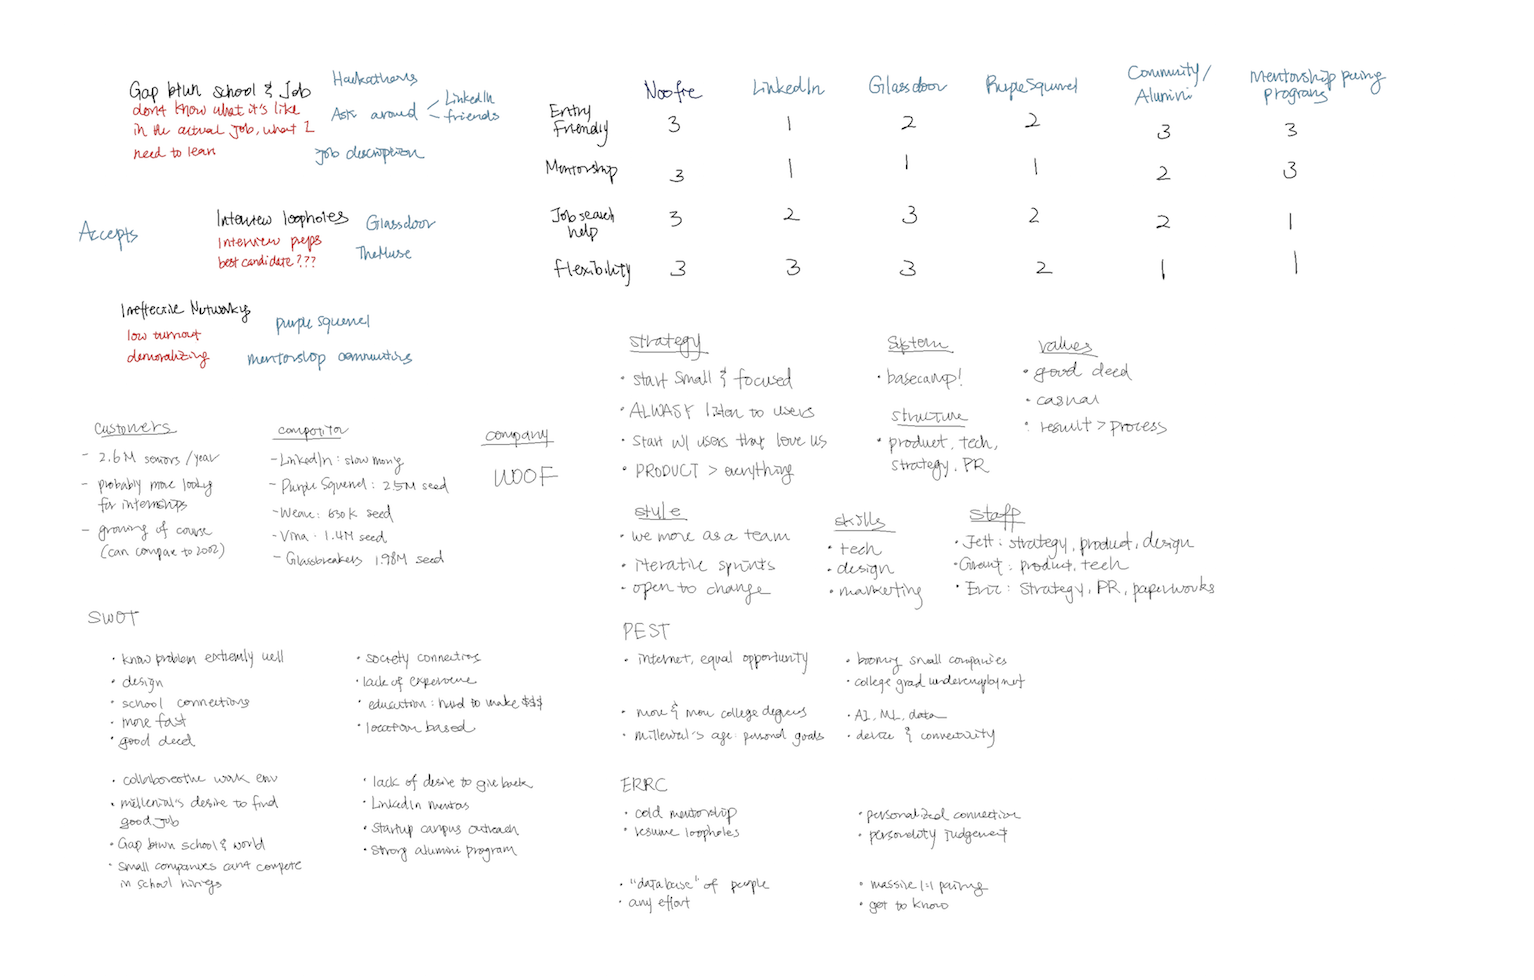 Gap btwn school & Job
don't know what it's like
in the actual job, what I
need to learn
Hackathons
Ask around
LinkedIn
friends
Job description
Accepts
Interview loopholes
Interview preps
best candidate???
Glassdoor
TheMuse
Ineffective Networking
low turnout
demoralizing
purple squirrel
mentorship communities
Noofre
LinkedIn
Glassdoor
PurpleSquirrel
Community/
Alumini
Mentorship pairing
programs
Entry
Friendly
3 1 2 2 3 3
Mentorship
3 1 1 1 2 3
Job search
help
3 2 3 2 2 1
flexibility
3 3 3 2 1 1
strategy
• start small & focused
• ALWASY listen to users
• Start w/ users that love us
• PRODUCT > everything
System
• basecamp!
structure
• product, tech,
strategy, PR
values
• good deed
• casual
• result > process
customers
- 2.6M seniors/year
- probably more looking
for internships
- growing of course
(can compare to 2002)
competitor
- LinkedIn: slow moving
- Purple Squirrel: 2.5M seed
- Weave: 630K seed
- Vina: 1.4M seed
- Glassbreakers 1.98M seed
company
WOOF
style
• we more as a team
• iterative sprints
• open to change
skills
• tech
• design
• marketing
staff
• Jeff: strategy, product, design
• Grant: product, tech
• Eric: strategy, PR, paperworks
SWOT
• know problem extremly well
• design
• school connections
• move fast
• good deed
• society connections
• lack of experience
• education: hard to make $$$
• location based
• collaborative work env
• millenial's desire to find
good job
• Gap btwn school & world
• small companies can't compete
in school hirings
• lack of desire to give back
• LinkedIn mentors
• Startup campus outreach
• Strong alumini program
PEST
• internet, equal opportunity
• booming small companies
• college grad underemployment
• more & more college degrees
• millenial's age: personal goals
• AI, ML, data
• device & connectivity
ERRC
• cold mentorship
• resume loopholes
• personalized connection
• personality judgement
• "database" of people
• any effort
• massive 1:1 pairing
• get to know